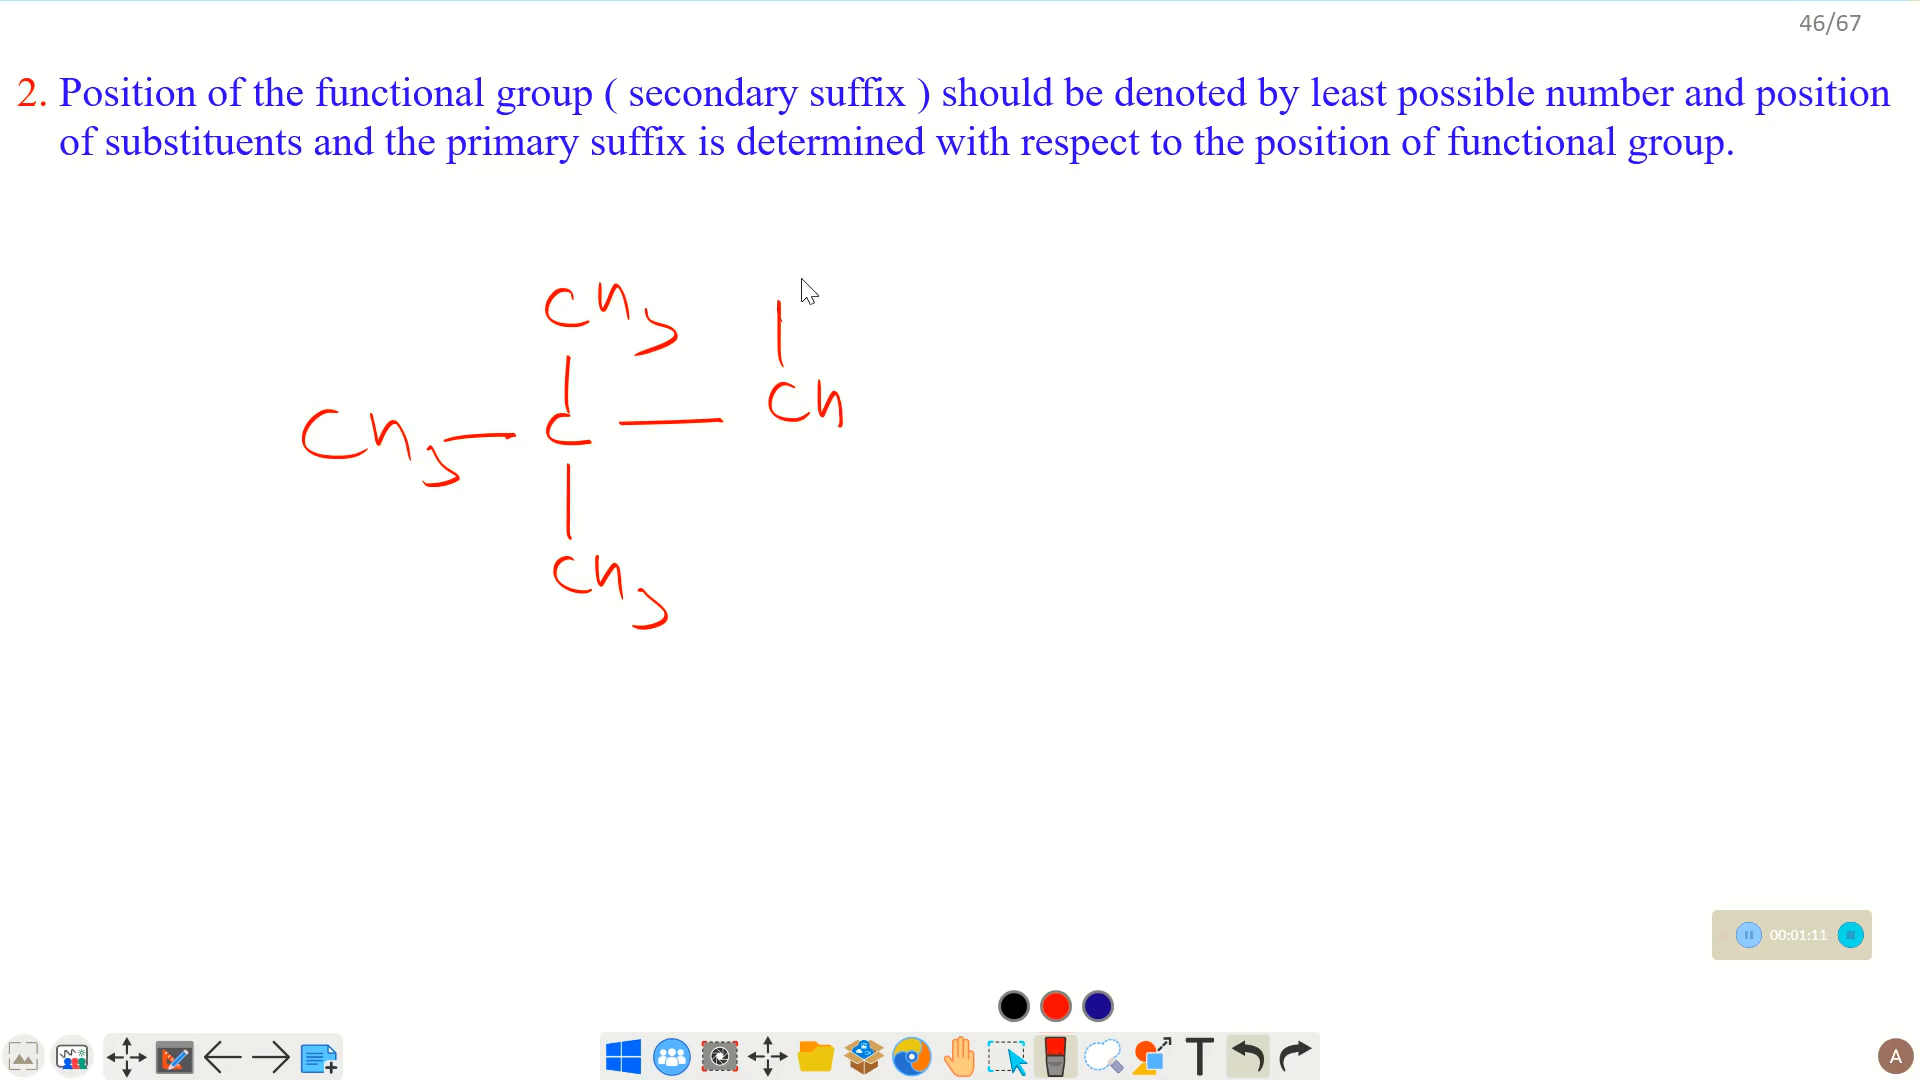 46/67
2. Position of the functional group ( secondary suffix ) should be denoted by least possible number and position
of substituents and the primary suffix is determined with respect to the position of functional group.
CH3
CH3 — C — CH
CH3
00:01:11
A